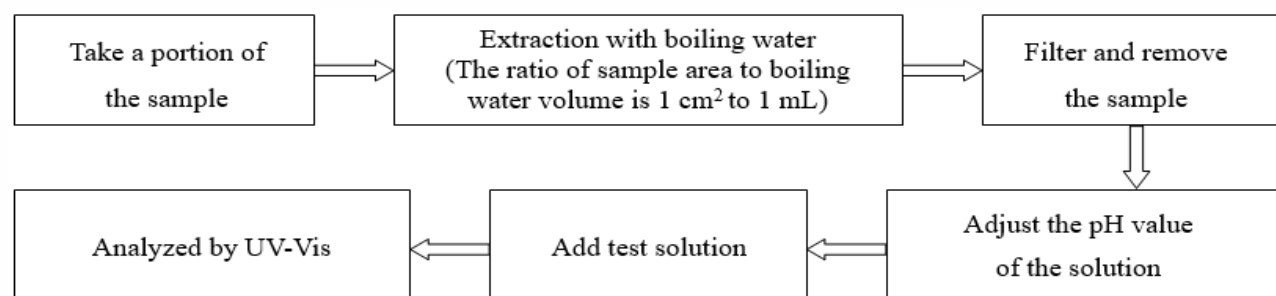 Take a portion of
the sample
Extraction with boiling water
(The ratio of sample area to boiling
water volume is 1 cm² to 1 mL)
Filter and remove
the sample
Adjust the pH value
of the solution
Add test solution
Analyzed by UV-Vis